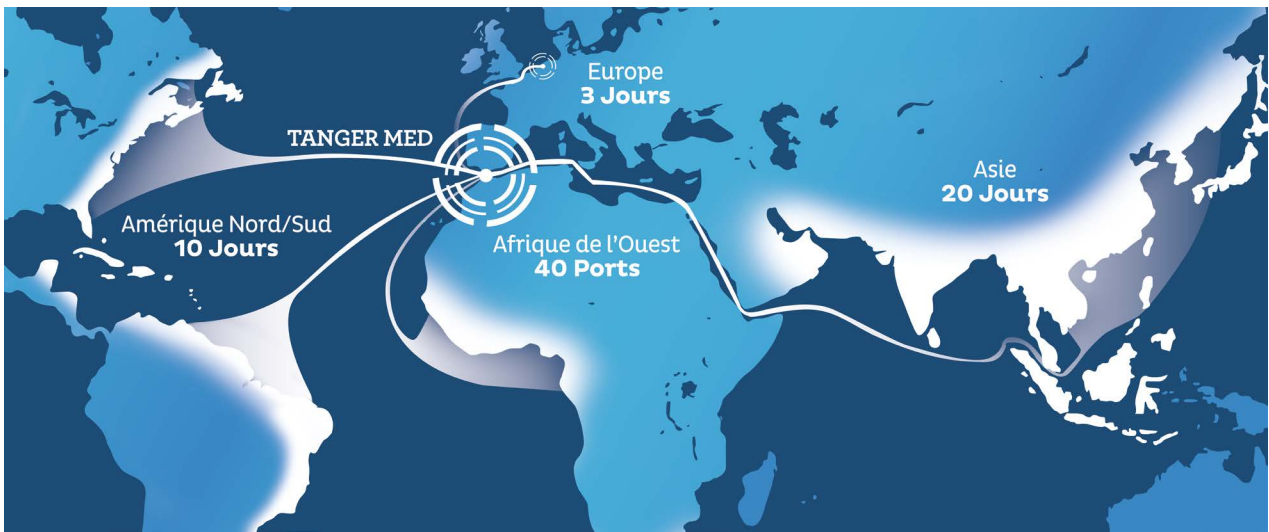 Europe
3 Jours
TANGER MED
Asie
20 Jours
Amérique Nord/Sud
10 Jours
Afrique de l'Ouest
40 Ports